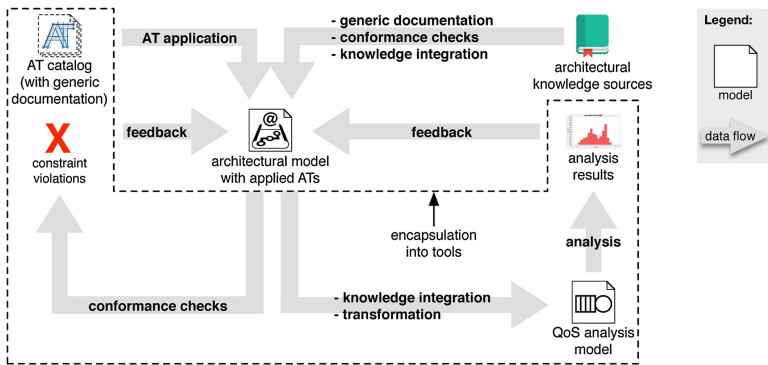 AT catalog
(with generic
documentation)
AT application
- generic documentation
- conformance checks
- knowledge integration
architectural
knowledge sources
Legend:
model
data flow
X
constraint
violations
feedback
@
architectural model
with applied ATs
feedback
analysis
results
encapsulation
into tools
analysis
conformance checks
- knowledge integration
- transformation
QoS analysis
model